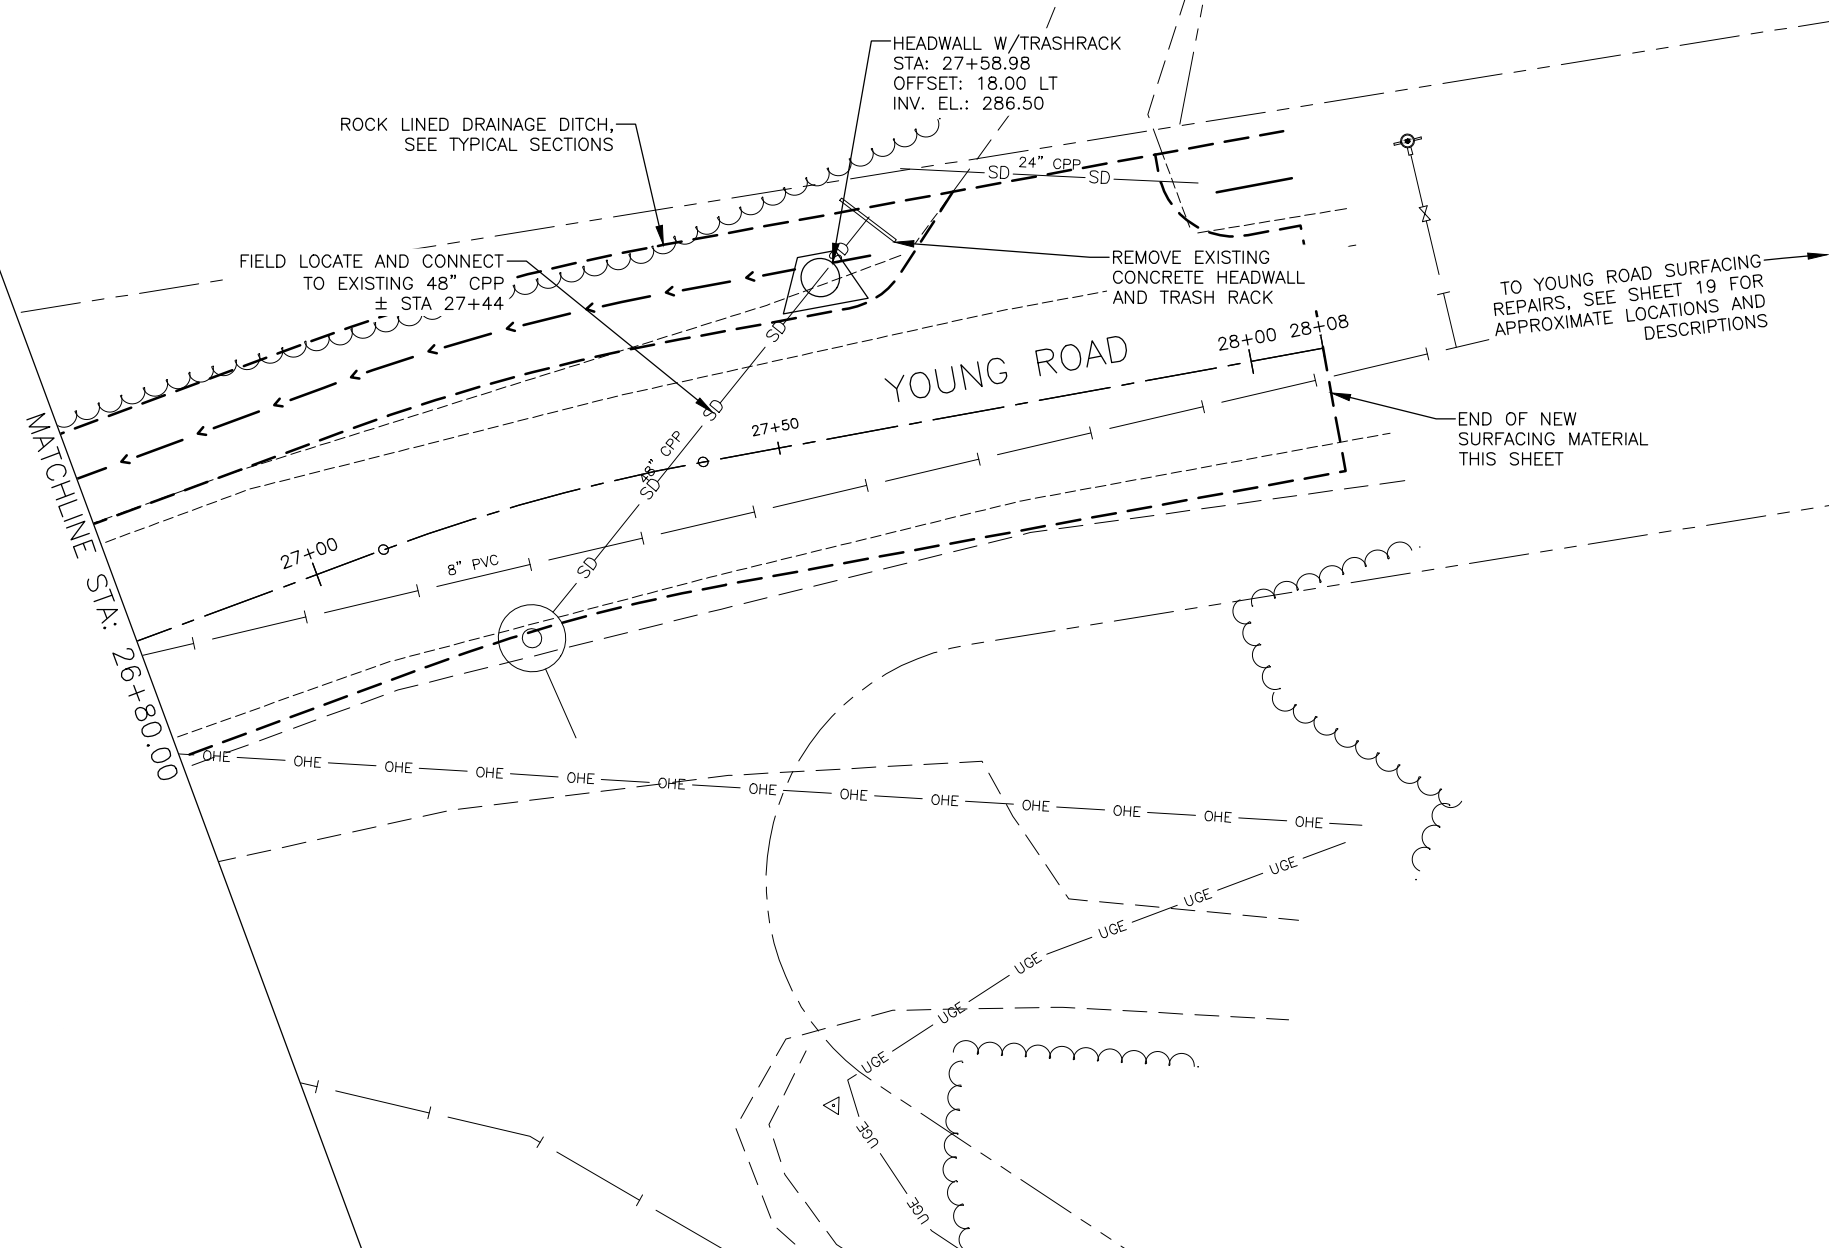 HEADWALL W/TRASHRACK
STA: 27+58.98
OFFSET: 18.00 LT
INV. EL.: 286.50
ROCK LINED DRAINAGE DITCH,
SEE TYPICAL SECTIONS
24" CPP
SD
SD
SD
FIELD LOCATE AND CONNECT
TO EXISTING 48" CPP
± STA 27+44
REMOVE EXISTING
CONCRETE HEADWALL
AND TRASH RACK
TO YOUNG ROAD SURFACING
REPAIRS, SEE SHEET 19 FOR
APPROXIMATE LOCATIONS AND
DESCRIPTIONS
SD
28+00
28+08
YOUNG ROAD
SD
27+50
END OF NEW
SURFACING MATERIAL
THIS SHEET
48" CPP
SD
27+00
8" PVC
SD
MATCHLINE STA: 26+80.00
OHE
OHE
OHE
OHE
OHE
OHE
OHE
OHE
OHE
OHE
OHE
OHE
OHE
UGE
UGE
UGE
UGE
UGE
UGE
UGE
UGE